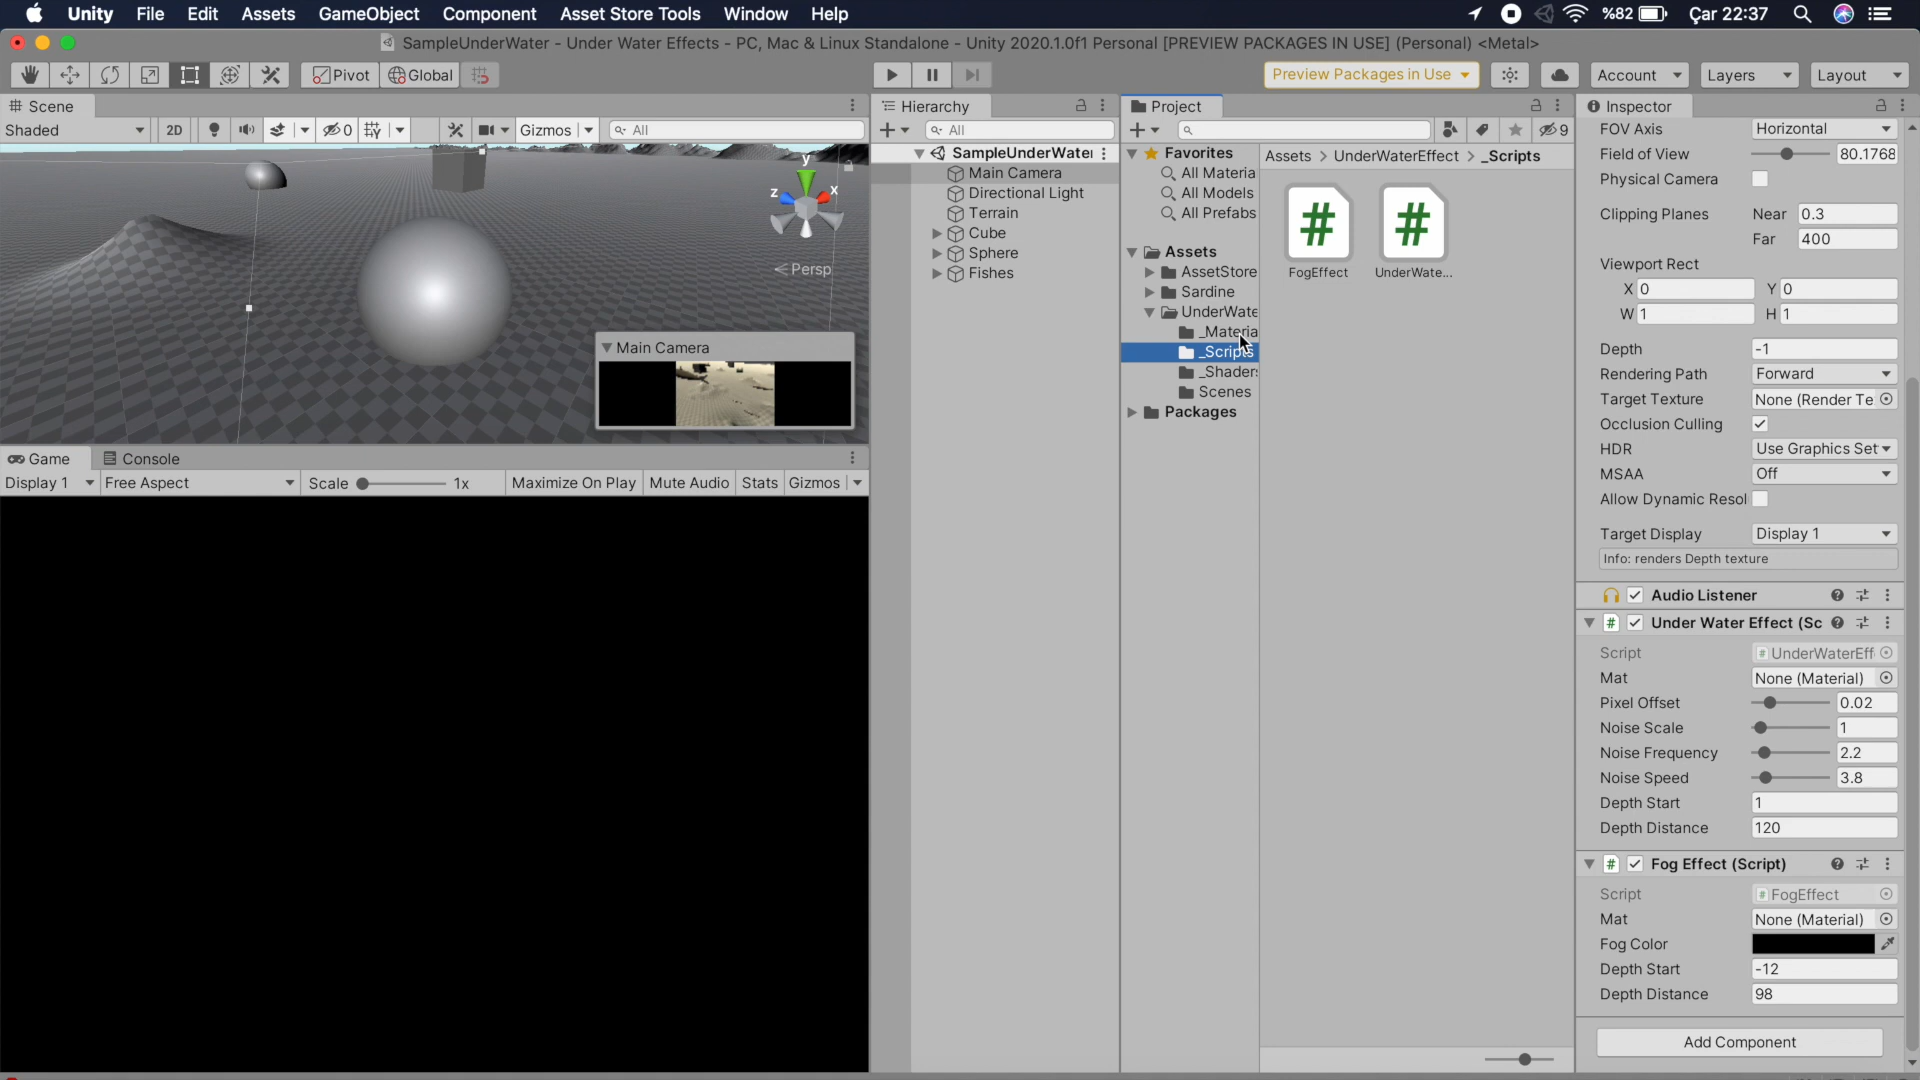 Unity File Edit Assets GameObject Component Asset Store Tools Window Help %82 Çar 22:37
SampleUnderWater - Under Water Effects - PC, Mac & Linux Standalone - Unity 2020.1.0f1 Personal [PREVIEW PACKAGES IN USE] (Personal) <Metal>
Pivot Global Preview Packages in Use Account Layers Layout
Scene
Shaded 2D 0 Gizmos All
y
z x
Persp
Main Camera
Game Console
Display 1 Free Aspect Scale 1x Maximize On Play Mute Audio Stats Gizmos
Hierarchy
All
SampleUnderWater
Main Camera
Directional Light
Terrain
Cube
Sphere
Fishes
Project
9
Favorites
All Materia
All Models
All Prefabs
Assets
AssetStore
Sardine
UnderWate
_Materia
_Scripts
_Shaders
Scenes
Packages
Assets > UnderWaterEffect > _Scripts
# #
FogEffect UnderWate...
Inspector
FOV Axis Horizontal
Field of View 80.1768
Physical Camera
Clipping Planes Near 0.3
Far 400
Viewport Rect
X 0 Y 0
W 1 H 1
Depth -1
Rendering Path Forward
Target Texture None (Render Te
Occlusion Culling
HDR Use Graphics Set
MSAA Off
Allow Dynamic Resol
Target Display Display 1
Info: renders Depth texture
Audio Listener
# Under Water Effect (Sc
Script # UnderWaterEff
Mat None (Material)
Pixel Offset 0.02
Noise Scale 1
Noise Frequency 2.2
Noise Speed 3.8
Depth Start 1
Depth Distance 120
# Fog Effect (Script)
Script # FogEffect
Mat None (Material)
Fog Color
Depth Start -12
Depth Distance 98
Add Component